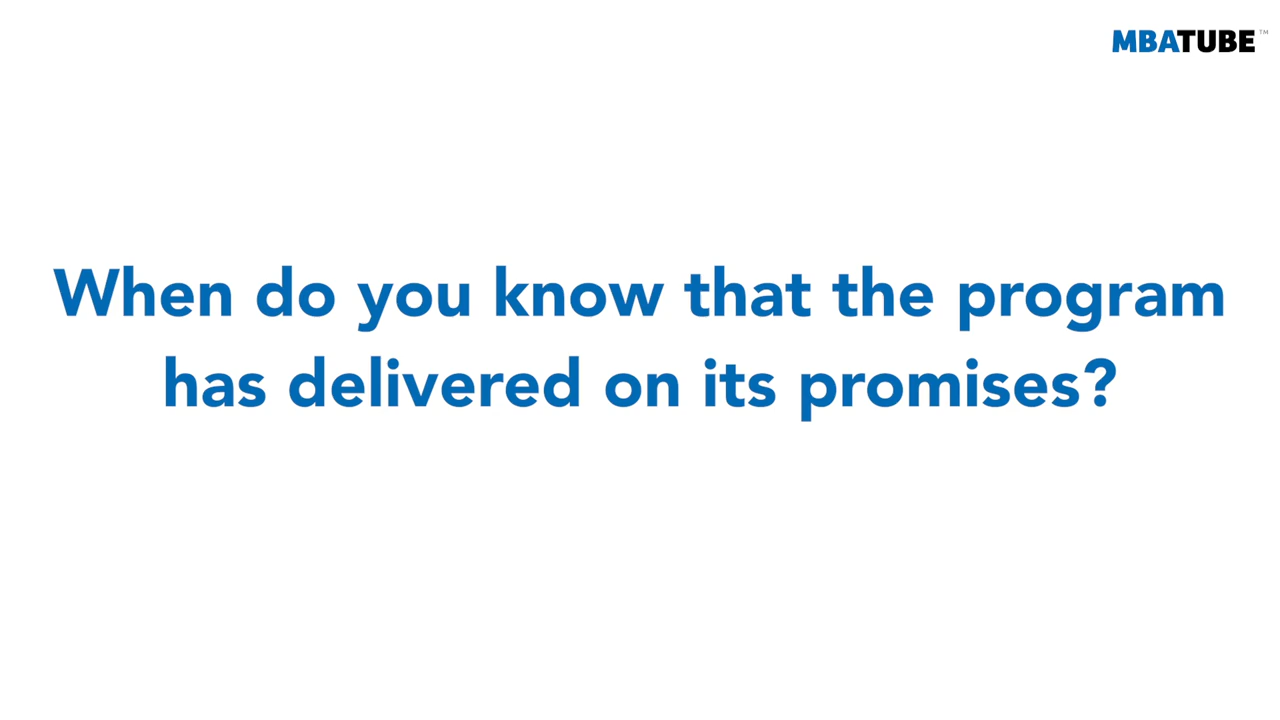 MBATUBE™
When do you know that the program
has delivered on its promises?